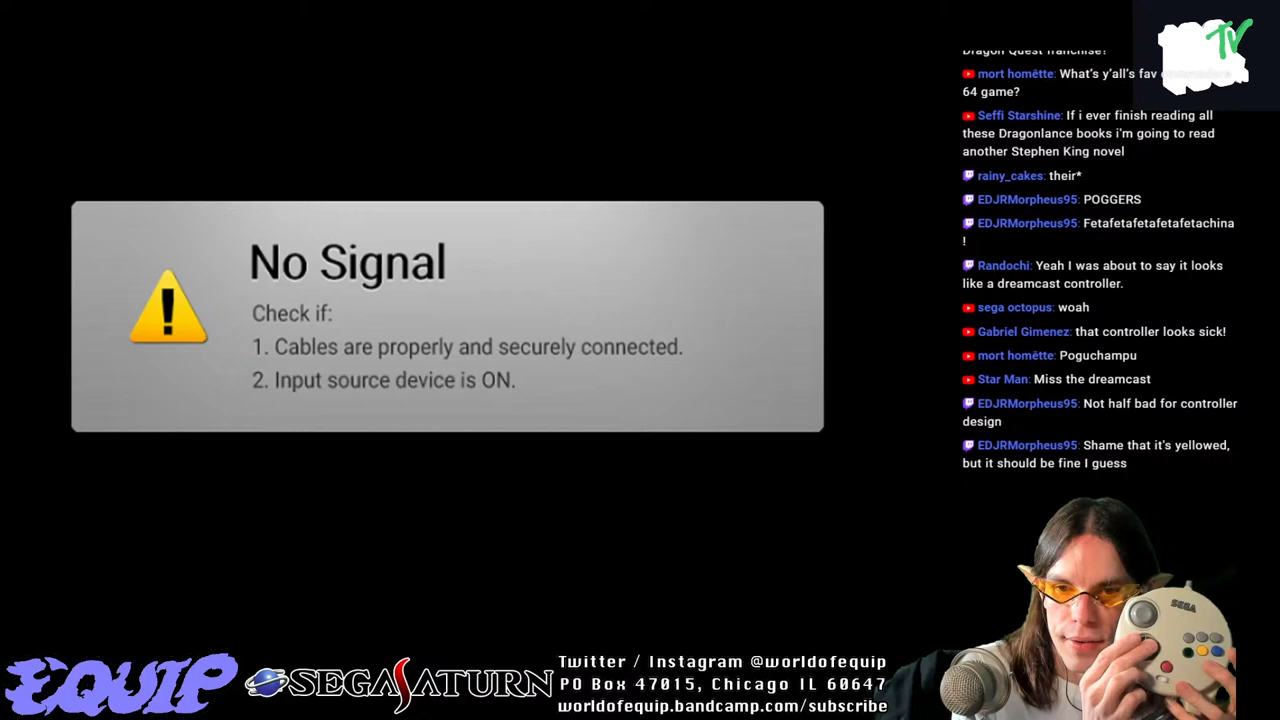 TV
Dragon Quest franchise?
mort homêtte: What's y'all's fav commodore
64 game?
Seffi Starshine: If i ever finish reading all
these Dragonlance books i'm going to read
another Stephen King novel
rainy_cakes: their*
EDJRMorpheus95: POGGERS
EDJRMorpheus95: Fetafetafetafetafetachina
!
Randochi: Yeah I was about to say it looks
like a dreamcast controller.
sega octopus: woah
Gabriel Gimenez: that controller looks sick!
mort homêtte: Poguchampu
Star Man: Miss the dreamcast
EDJRMorpheus95: Not half bad for controller
design
EDJRMorpheus95: Shame that it's yellowed,
but it should be fine I guess
No Signal
Check if:
1. Cables are properly and securely connected.
2. Input source device is ON.
SEGA
EQUIP
SEGA SATURN
Twitter / Instagram @worldofequip
PO Box 47015, Chicago IL 60647
worldofequip.bandcamp.com/subscribe